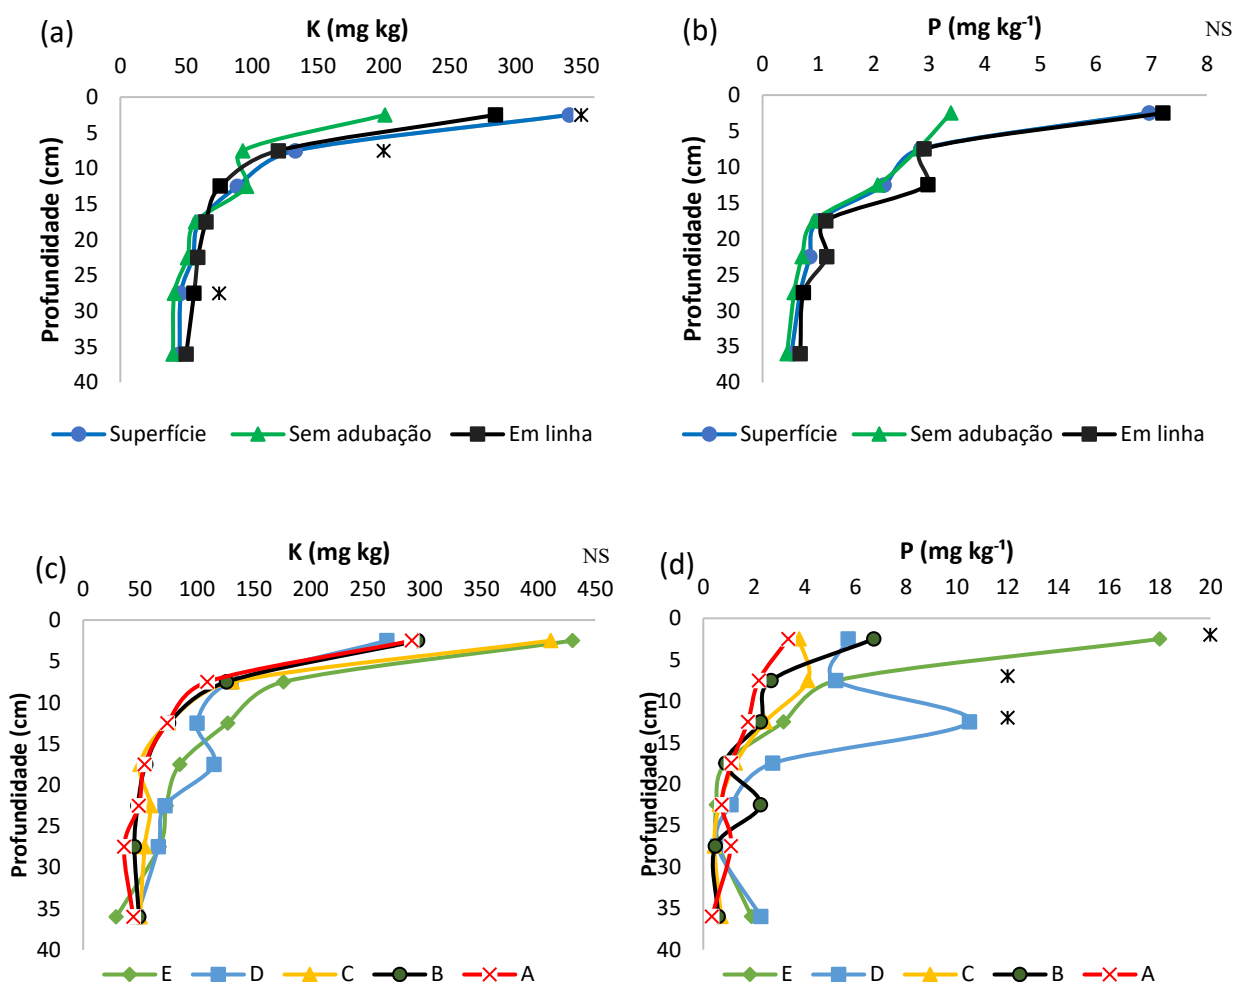 (a)
K (mg kg)
0 50 100 150 200 250 300 350
Profundidade (cm)
0
5
10
15
20
25
30
35
40
Superfície Sem adubação Em linha
(b)
P (mg kg-1)
NS
0 1 2 3 4 5 6 7 8
Profundidade (cm)
0
5
10
15
20
25
30
35
40
Superfície Sem adubação Em linha
(c)
K (mg kg)
NS
0 50 100 150 200 250 300 350 400 450
Profundidade (cm)
0
5
10
15
20
25
30
35
40
E D C B A
(d)
P (mg kg-1)
0 2 4 6 8 10 12 14 16 18 20
Profundidade (cm)
0
5
10
15
20
25
30
35
40
E D C B A